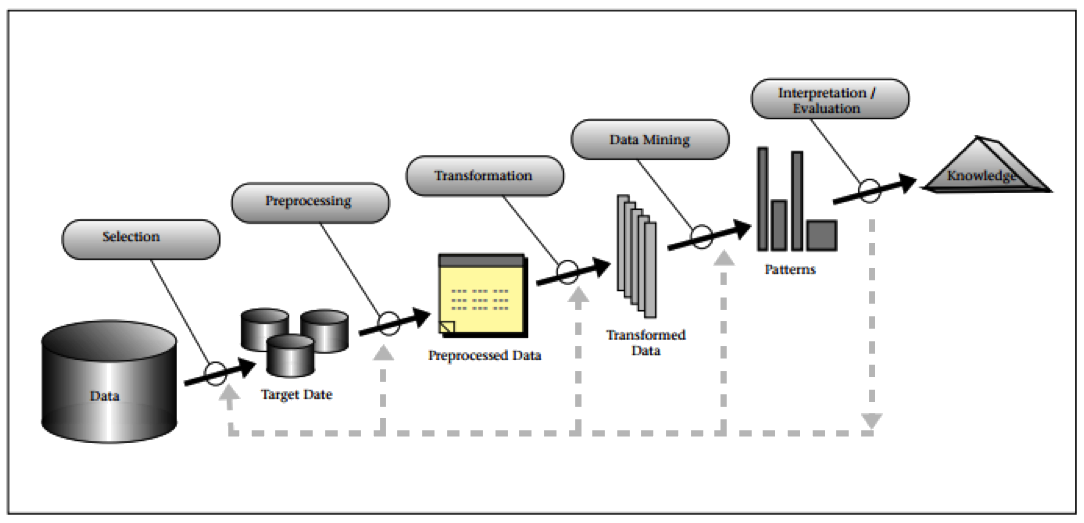 Interpretation /
Evaluation
Data Mining
Transformation
Preprocessing
Selection
Knowledge
Patterns
Transformed
Data
Preprocessed Data
Target Date
Data